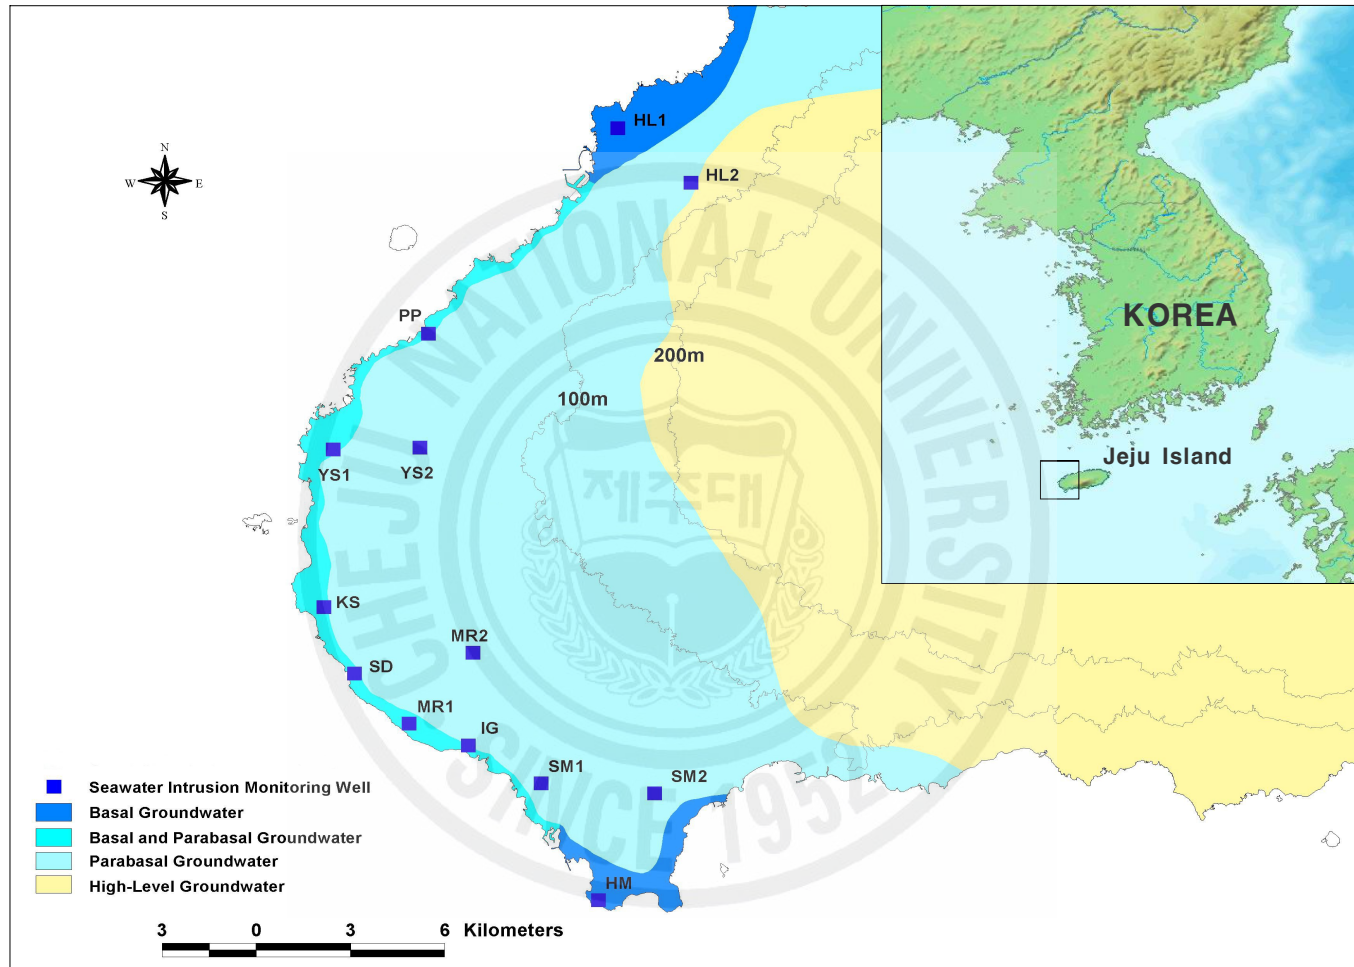 HL1
N
W
E
S
HL2
PP
KOREA
200m
100m
Jeju Island
YS1
YS2
제주대
CHEJU NATIONAL UNIVERSITY
SINCE 1952
KS
MR2
SD
MR1
IG
SM1
SM2
HM
Seawater Intrusion Monitoring Well
Basal Groundwater
Basal and Parabasal Groundwater
Parabasal Groundwater
High-Level Groundwater
3 0 3 6 Kilometers